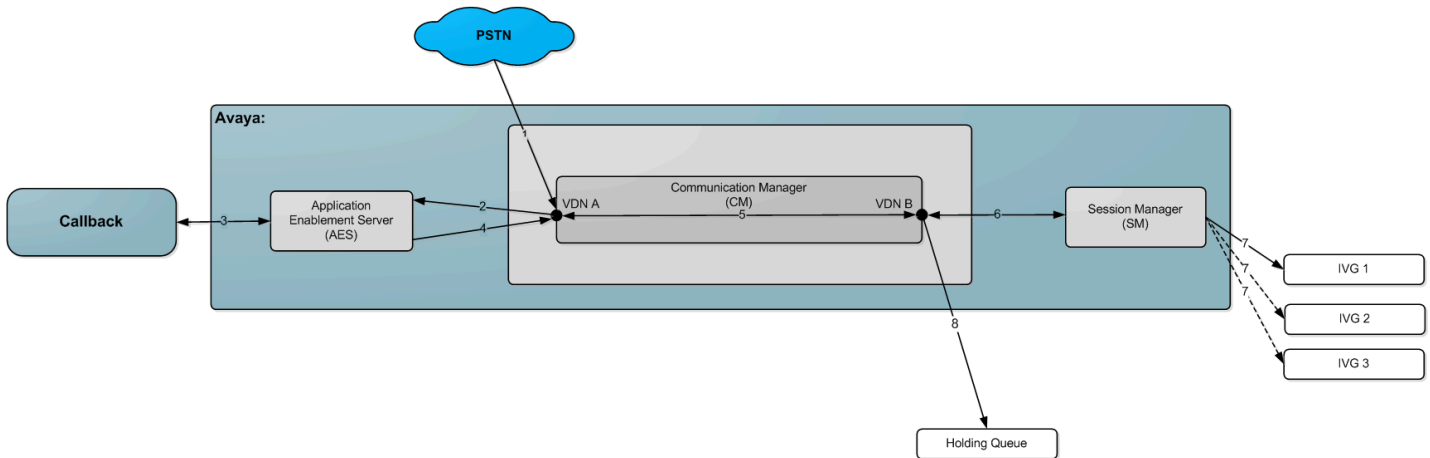 PSTN
Avaya:
1
Communication Manager
(CM)
VDN A
VDN B
5
Application
Enablement Server
(AES)
2
4
3
Callback
6
Session Manager
(SM)
7
7
7
IVG 1
IVG 2
IVG 3
8
Holding Queue